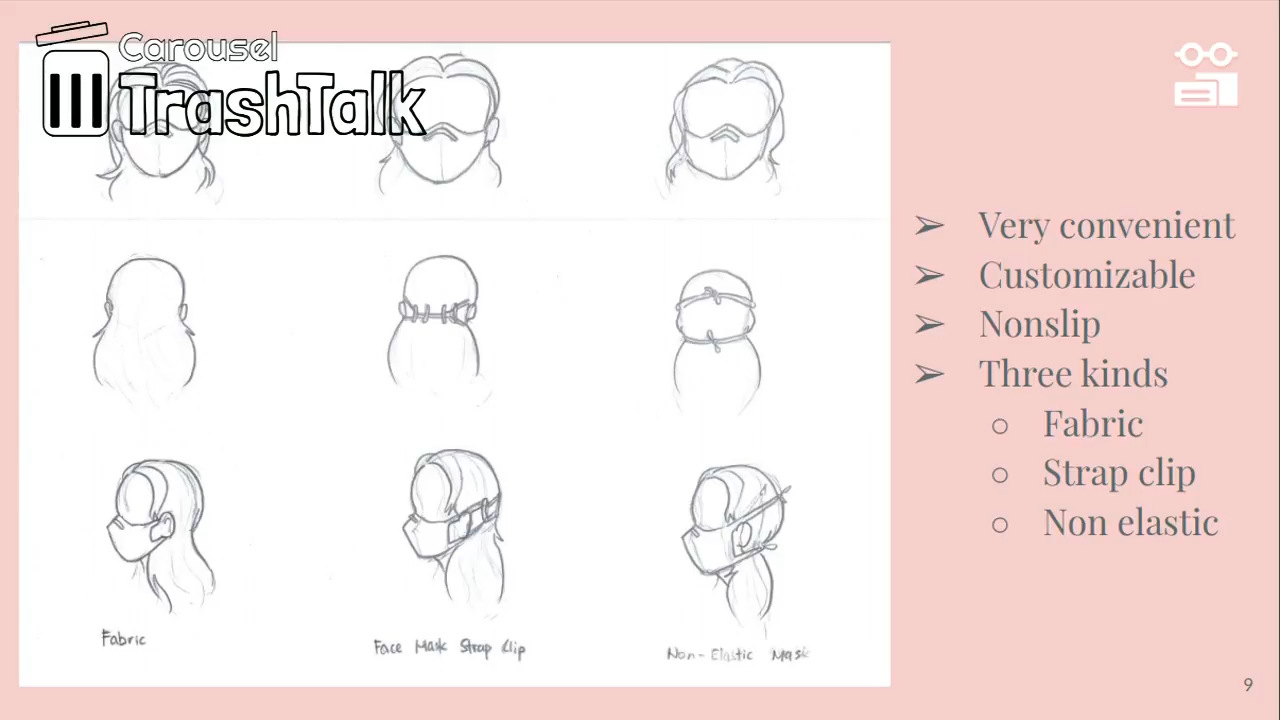 Carousel
TrashTalk
Very convenient
Customizable
Nonslip
Three kinds
Fabric
Strap clip
Non elastic
Fabric
Face Mask Strap Clip
Non-Elastic Mask
9